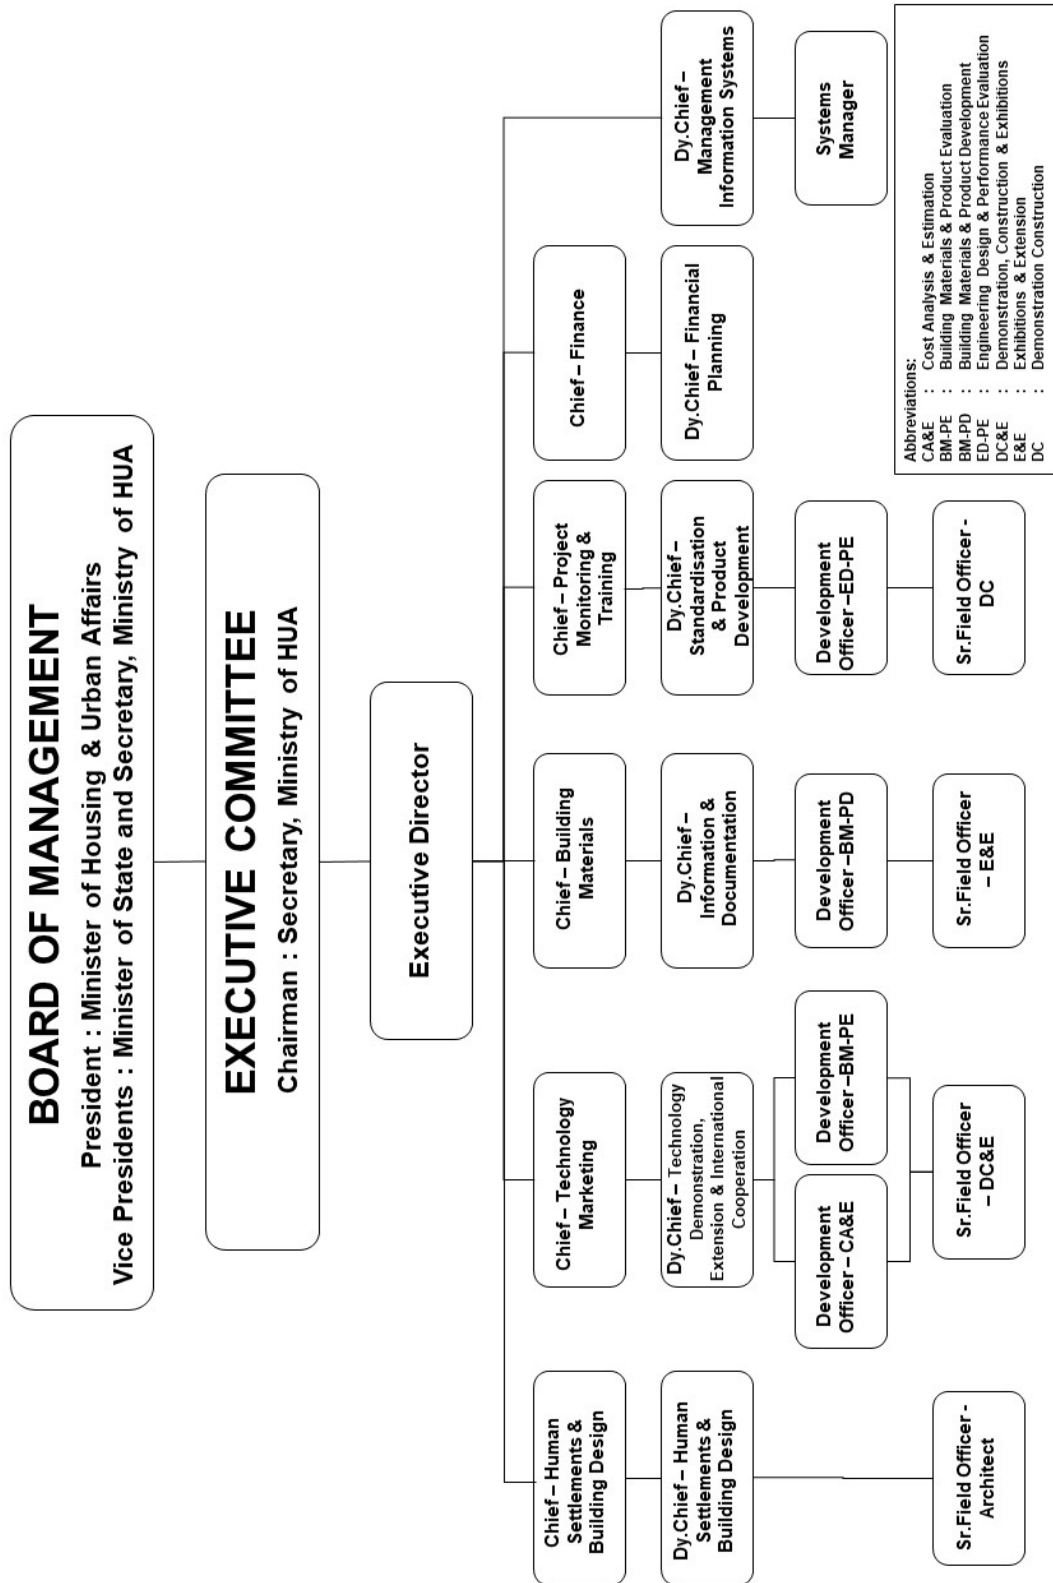 BOARD OF MANAGEMENT
President : Minister of Housing & Urban Affairs
Vice Presidents : Minister of State and Secretary, Ministry of HUA
EXECUTIVE COMMITTEE
Chairman : Secretary, Ministry of HUA
Executive Director
Chief – Human
Settlements &
Building Design
Chief – Technology
Marketing
Chief – Building
Materials
Chief – Project
Monitoring &
Training
Chief – Finance
Dy.Chief – Human
Settlements &
Building Design
Dy.Chief – Technology
Demonstration,
Extension & International
Cooperation
Dy.Chief –
Information &
Documentation
Dy.Chief –
Standardisation
& Product
Development
Dy.Chief – Financial
Planning
Dy.Chief –
Management
Information Systems
Development
Officer – CA&E
Development
Officer –BM-PE
Development
Officer –BM-PD
Development
Officer –ED-PE
Systems
Manager
Sr.Field Officer -
Architect
Sr.Field Officer
– DC&E
Sr.Field Officer
– E&E
Sr.Field Officer -
DC
Abbreviations:
CA&E : Cost Analysis & Estimation
BM-PE : Building Materials & Product Evaluation
BM-PD : Building Materials & Product Development
ED-PE : Engineering Design & Performance Evaluation
DC&E : Demonstration, Construction & Exhibitions
E&E : Exhibitions & Extension
DC : Demonstration Construction